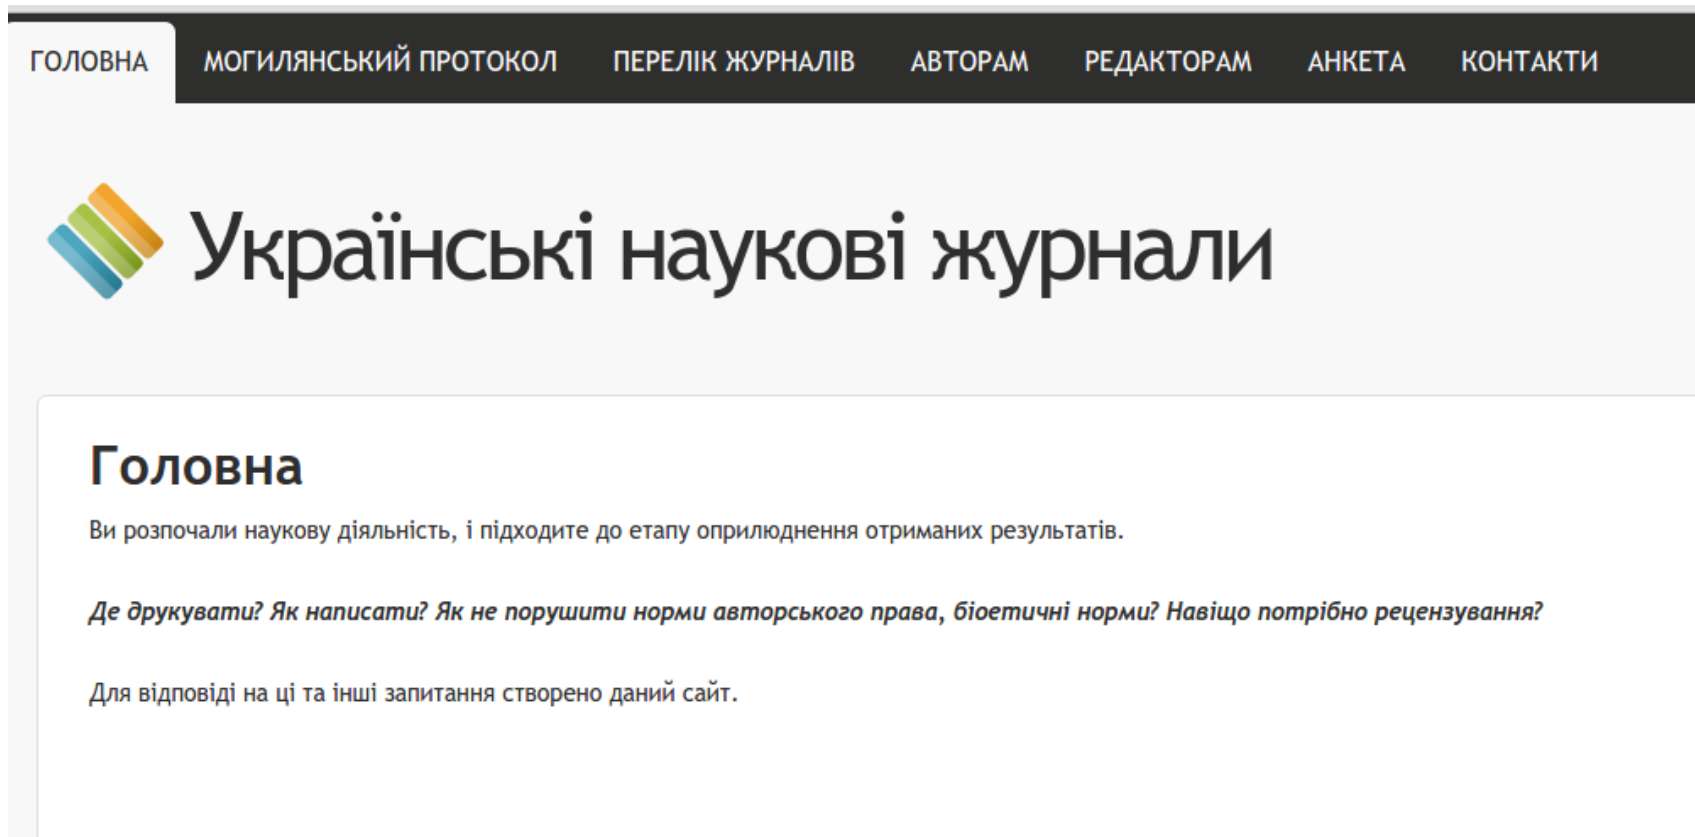 ГОЛОВНА МОГИЛЯНСЬКИЙ ПРОТОКОЛ ПЕРЕЛІК ЖУРНАЛІВ АВТОРАМ РЕДАКТОРАМ АНКЕТА КОНТАКТИ
Українські наукові журнали
Головна
Ви розпочали наукову діяльність, і підходите до етапу оприлюднення отриманих результатів.
Де друкувати? Як написати? Як не порушити норми авторського права, біоетичні норми? Навіщо потрібно рецензування?
Для відповіді на ці та інші запитання створено даний сайт.